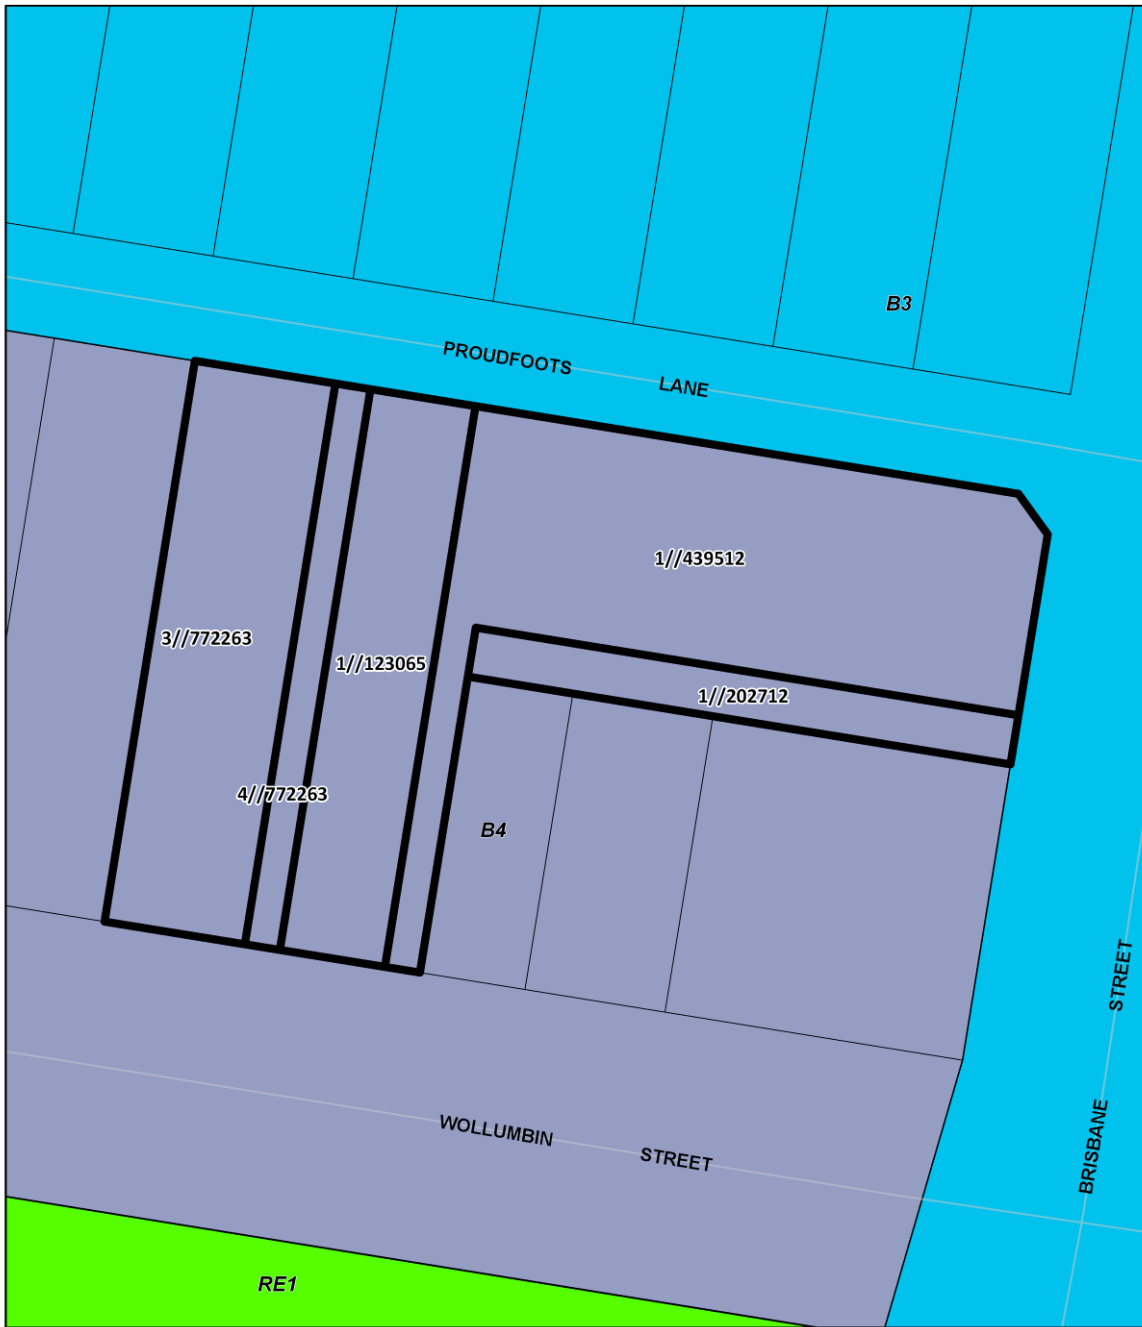 B3
PROUDFOOTS LANE
1//439512
3//772263
1//123065
1//202712
4//772263
B4
STREET
BRISBANE
WOLLUMBIN STREET
RE1